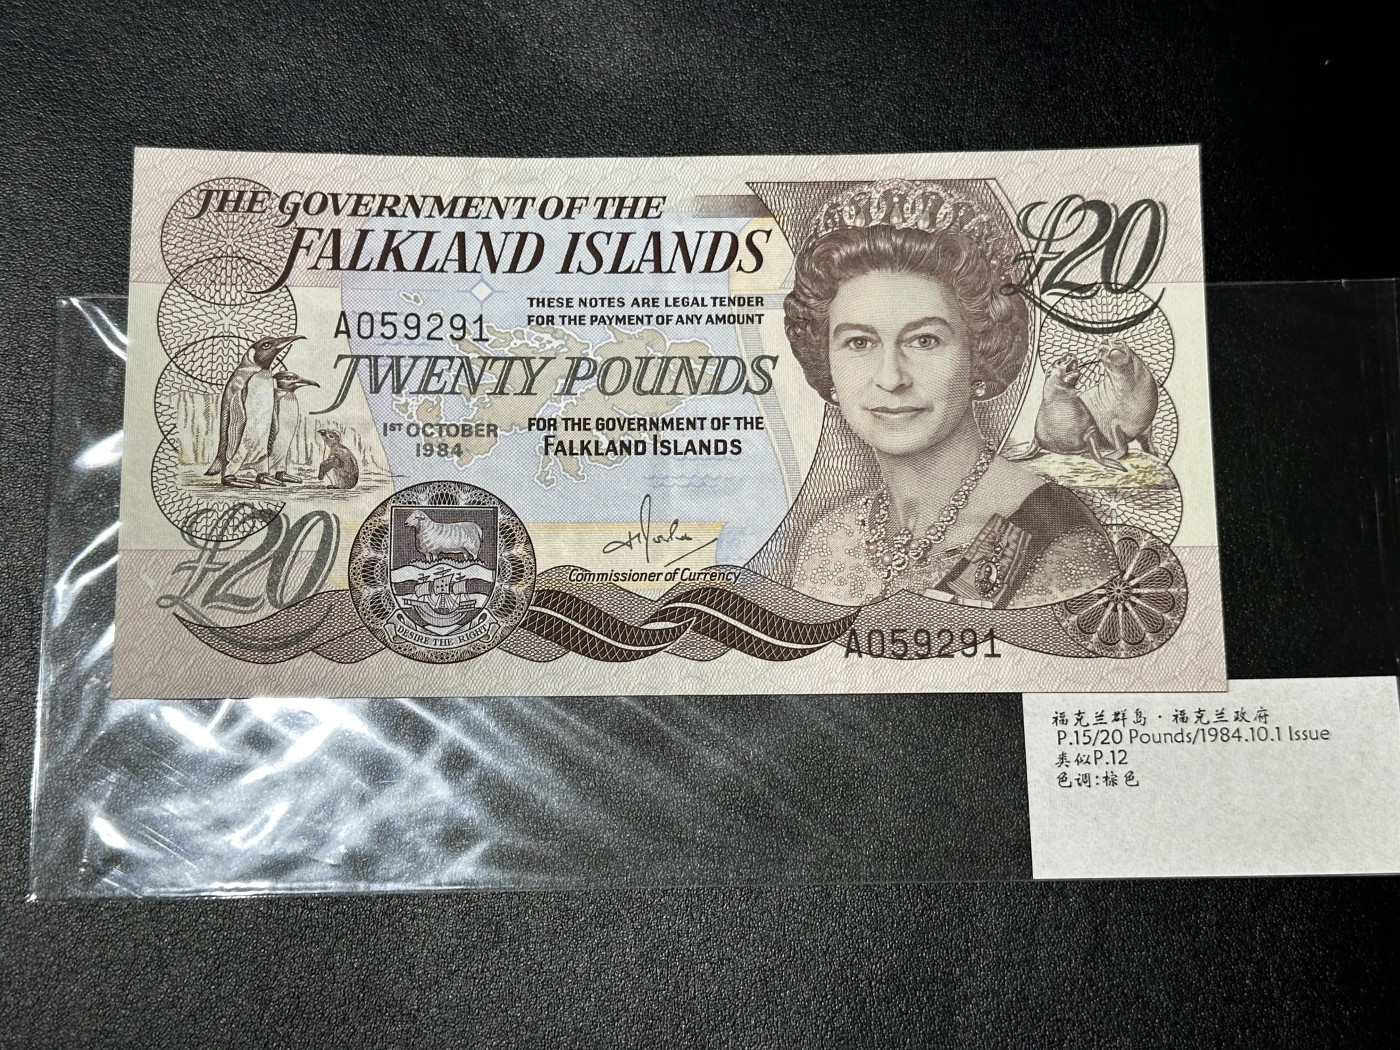 THE GOVERNMENT OF THE
FALKLAND ISLANDS
£20
THESE NOTES ARE LEGAL TENDER
FOR THE PAYMENT OF ANY AMOUNT
A059291
TWENTY POUNDS
1ST OCTOBER
1984
FOR THE GOVERNMENT OF THE
FALKLAND ISLANDS
£20
Commissioner of Currency
DESIRE THE RIGHT
A059291
福克兰群岛·福克兰政府
P.15/20 Pounds/1984.10.1 Issue
类似P.12
色调:棕色